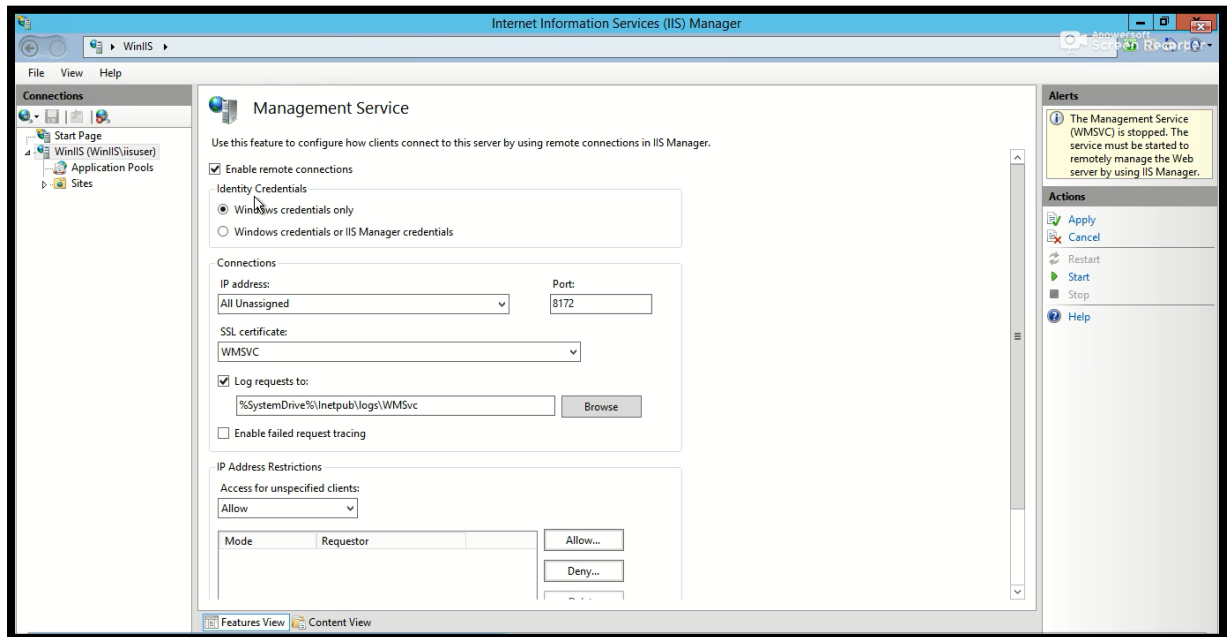 Internet Information Services (IIS) Manager
WinIIS
Apowersoft
Screen Recorder
File View Help
Connections
Start Page
WinIIS (WinIIS\iisuser)
Application Pools
Sites
Management Service
Use this feature to configure how clients connect to this server by using remote connections in IIS Manager.
Enable remote connections
Identity Credentials
Windows credentials only
Windows credentials or IIS Manager credentials
Connections
IP address: Port:
All Unassigned 8172
SSL certificate:
WMSVC
Log requests to:
%SystemDrive%\Inetpub\logs\WMSvc Browse
Enable failed request tracing
IP Address Restrictions
Access for unspecified clients:
Allow
Mode Requestor Allow...
Deny...
Features View Content View
Alerts
The Management Service
(WMSVC) is stopped. The
service must be started to
remotely manage the Web
server by using IIS Manager.
Actions
Apply
Cancel
Restart
Start
Stop
Help